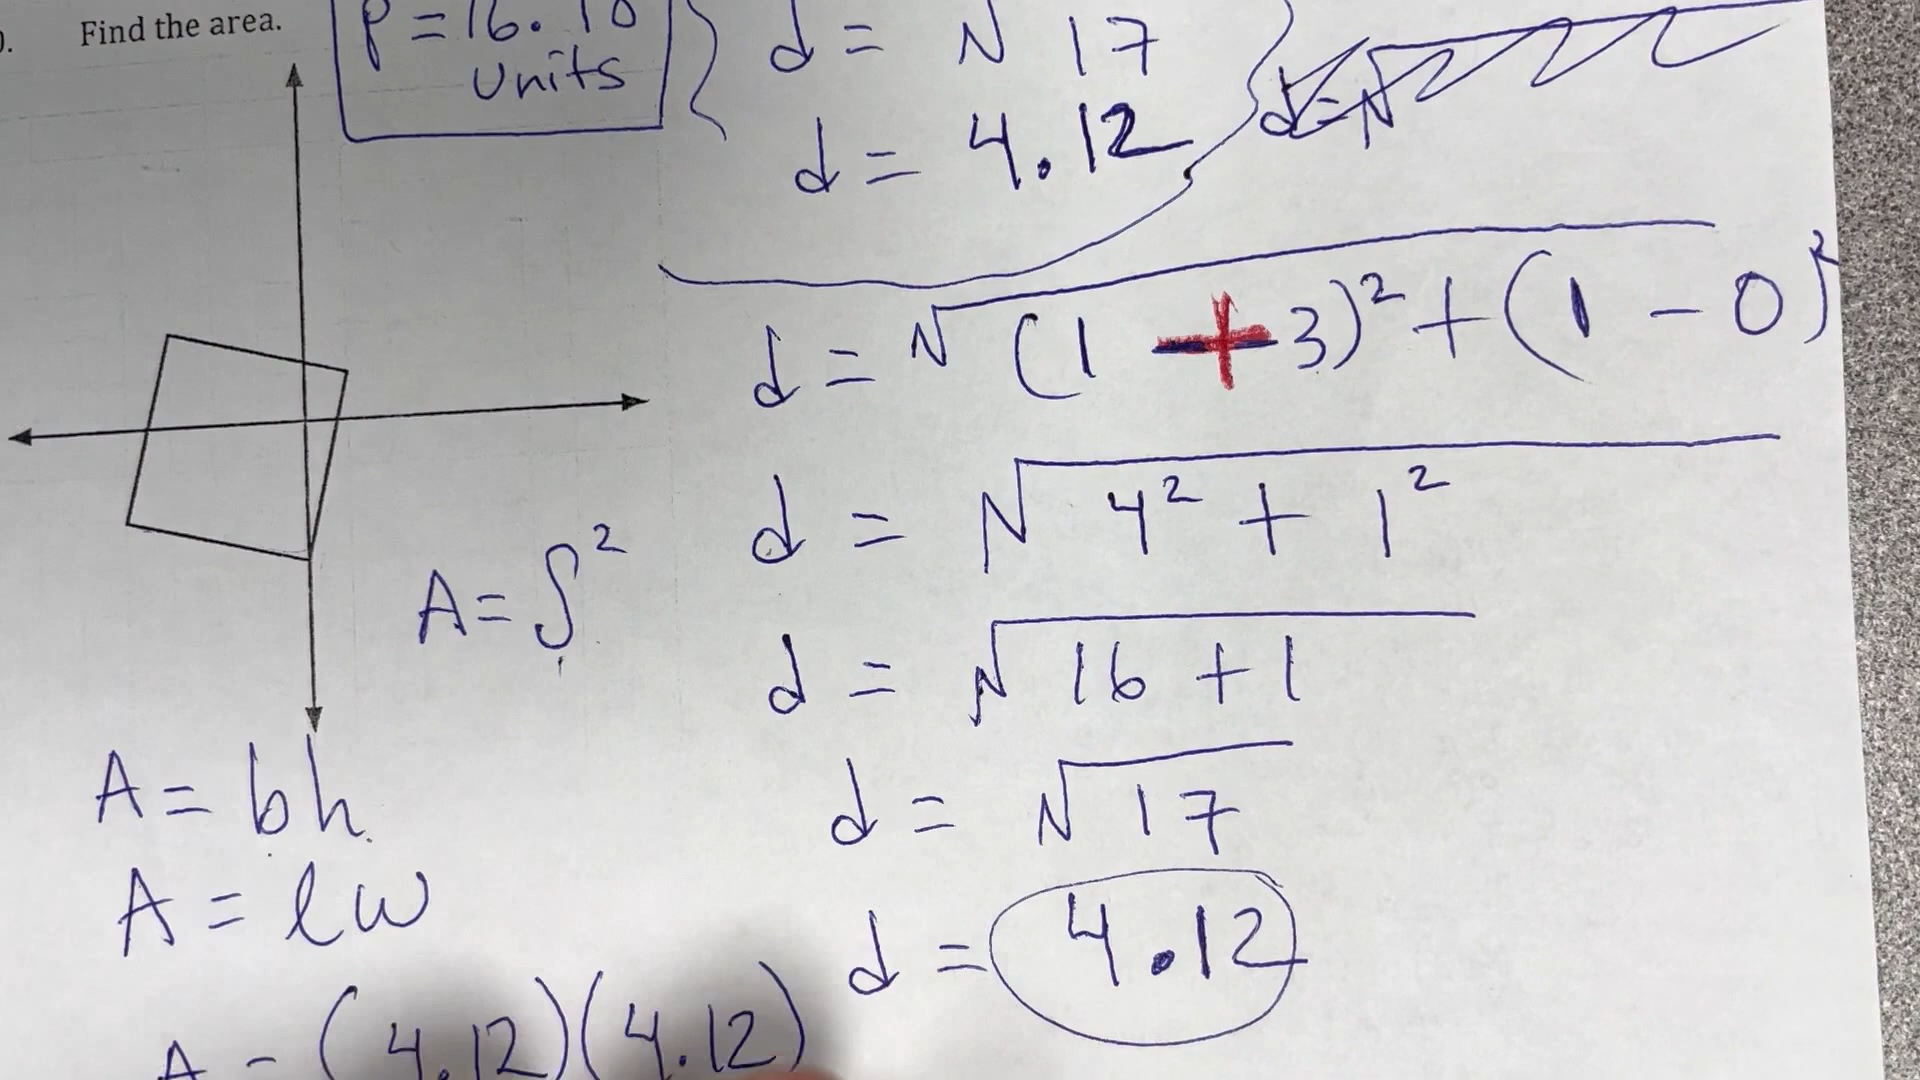 Find the area.
P = 16.
units
d = √17
d = 4.12
d = √(1 + 3)² + (1 - 0)²
d = √4² + 1²
d = √16 + 1
d = √17
d = 4.12
A = S²
A = bh
A = lw
A = (4.12)(4.12)